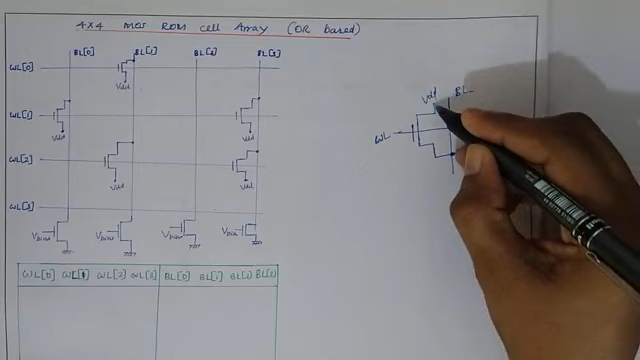 4x4 MOS ROM cell Array (OR based)
BL[0] BL[1] BL[2] BL[3]
WL[0]
Vdd
WL[1]
Vdd Vdd
WL[2]
Vdd Vdd
WL[3]
Vbias Vbias Vbias Vbias
WL[0] WL[1] WL[2] WL[3] BL[0] BL[1] BL[2] BL[3]
Vdd BL
WL